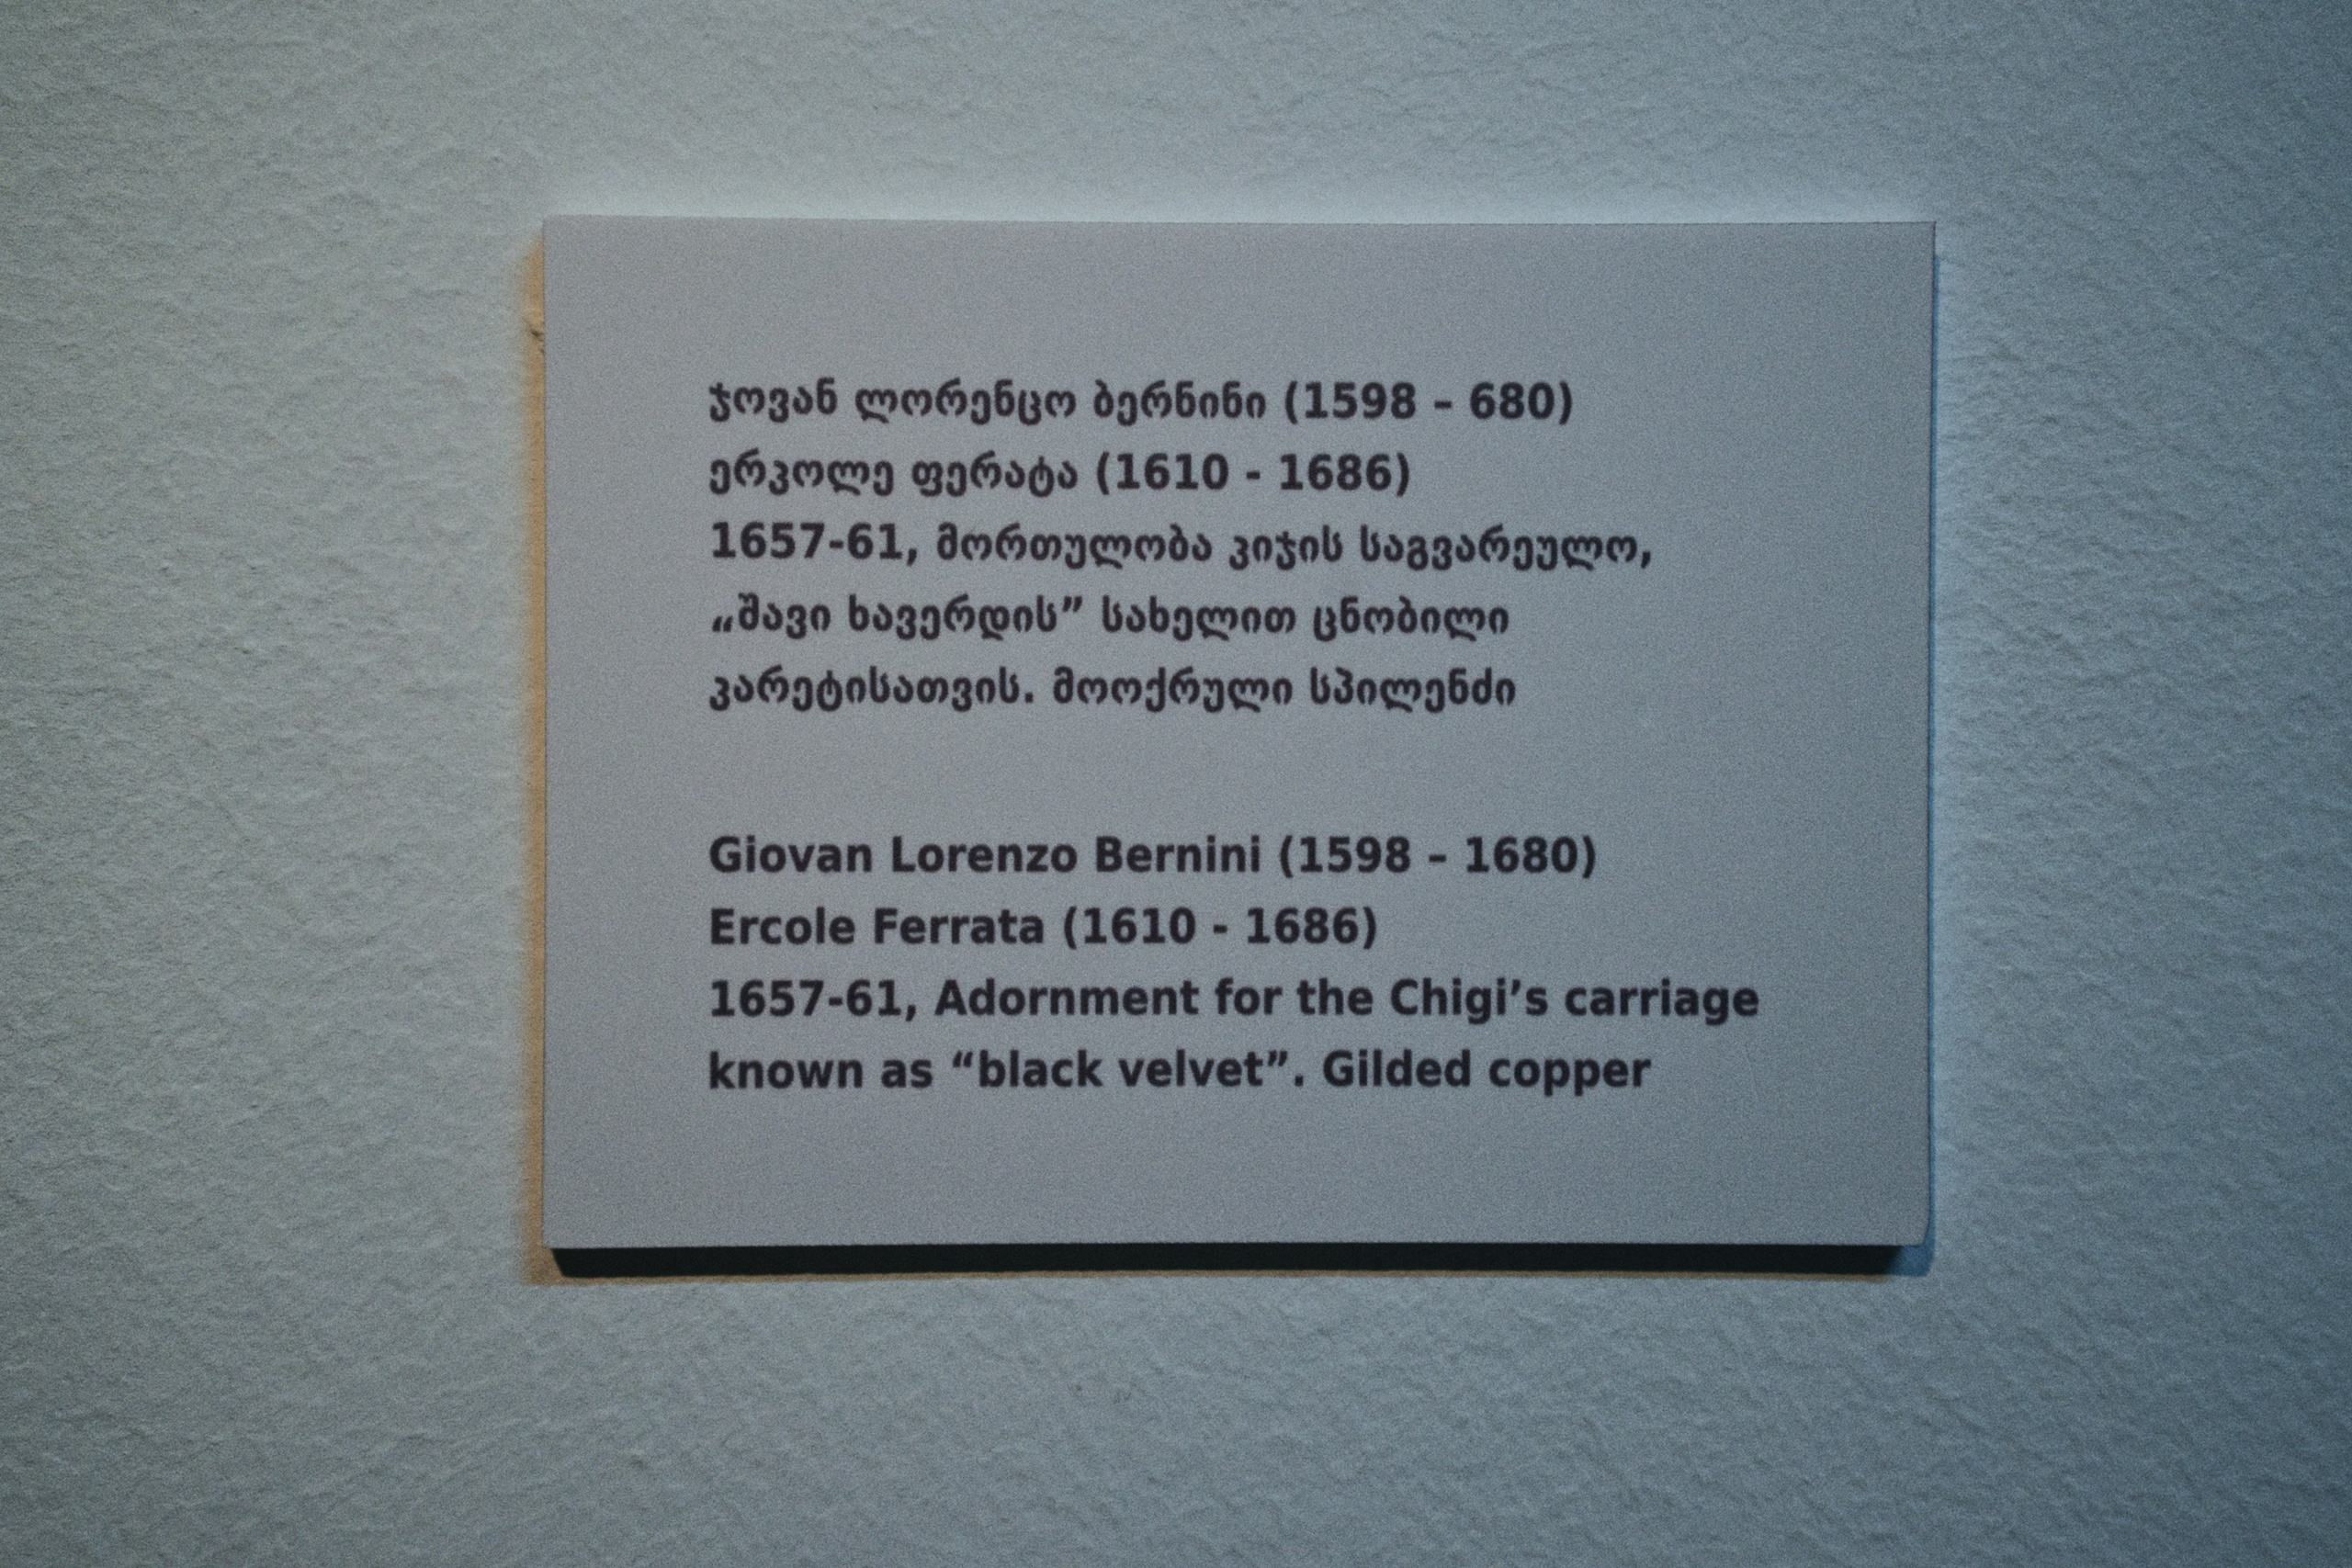 ჯოვან ლორენცო ბერნინი (1598 – 680)
ერკოლე ფერატა (1610 - 1686)
1657-61, მორთულობა კიჯის საგვარეულო,
„შავი ხავერდის” სახელით ცნობილი
კარეტისათვის. მოოქრული სპილენძი
Giovan Lorenzo Bernini (1598 – 1680)
Ercole Ferrata (1610 - 1686)
1657-61, Adornment for the Chigi’s carriage
known as “black velvet”. Gilded copper